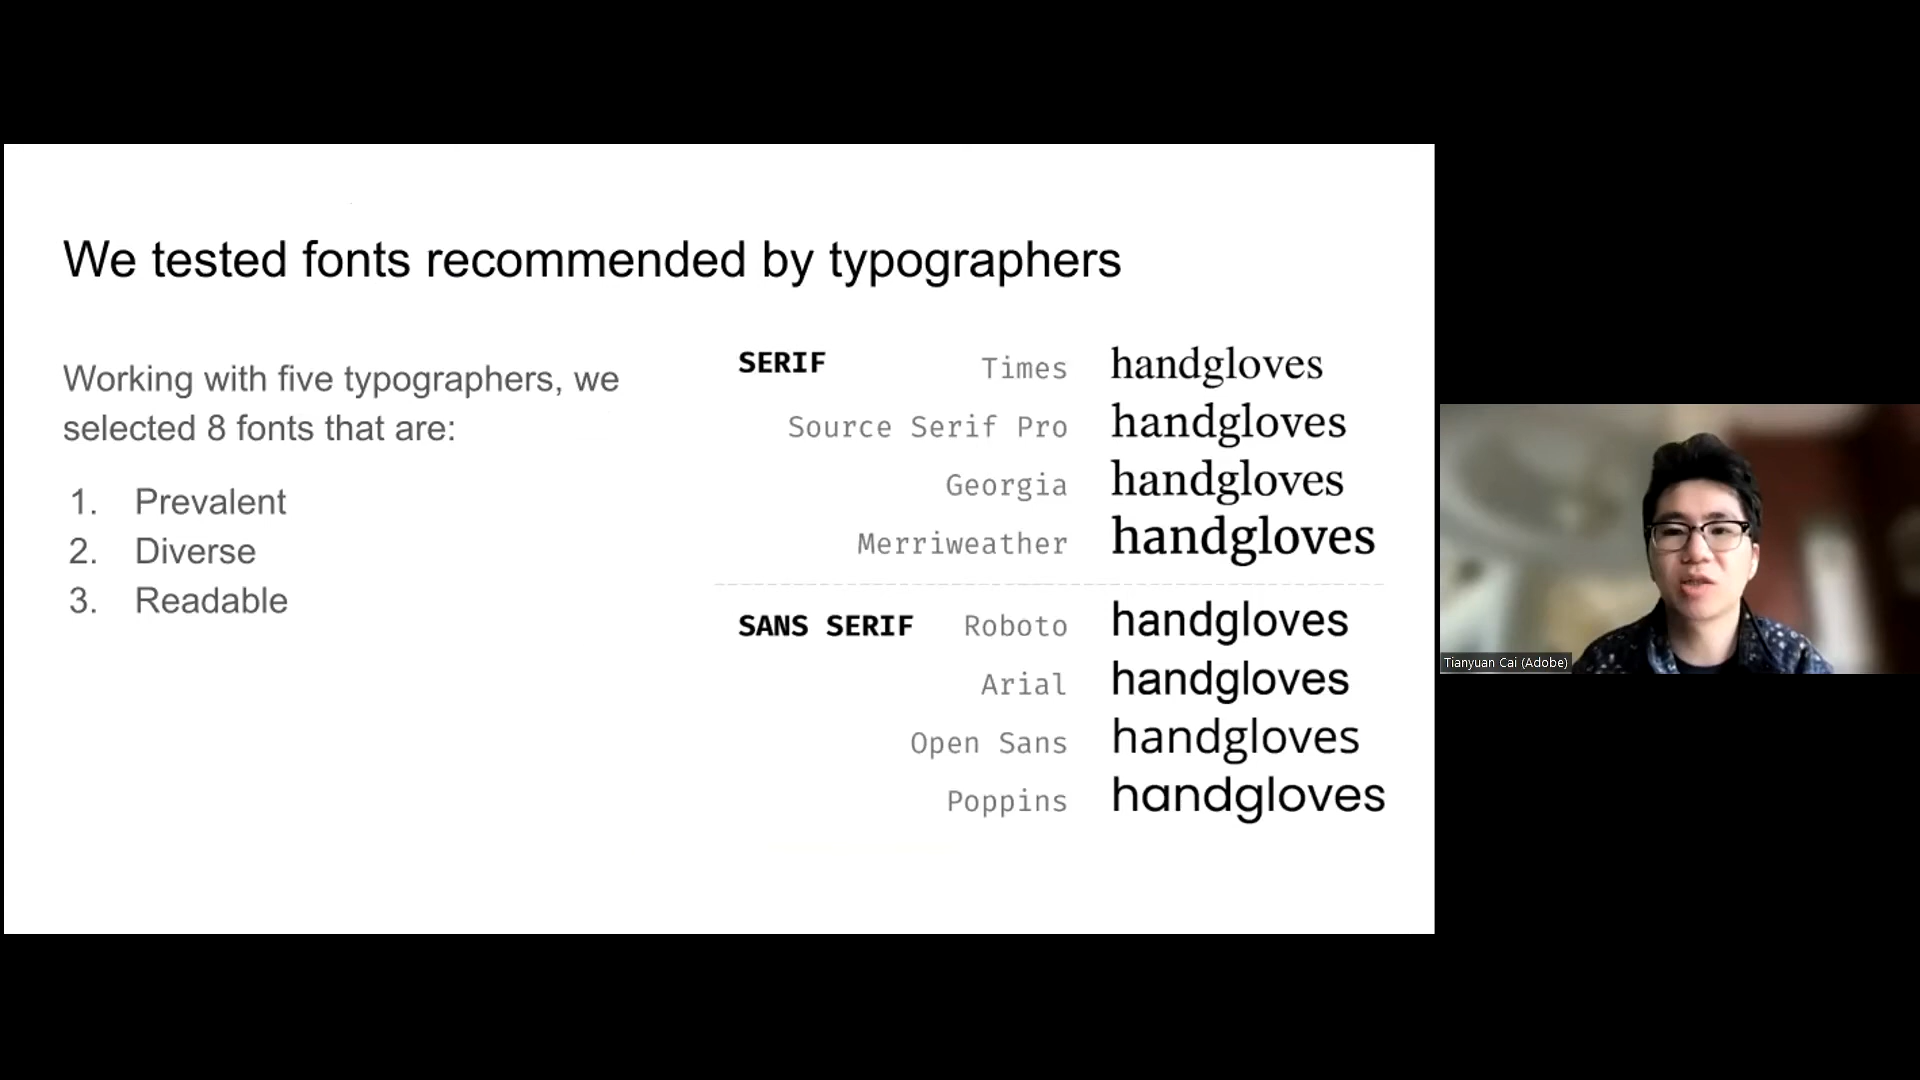 We tested fonts recommended by typographers
Working with five typographers, we
selected 8 fonts that are:
1. Prevalent
2. Diverse
3. Readable
SERIF Times handgloves
Source Serif Pro handgloves
Georgia handgloves
Merriweather handgloves
SANS SERIF Roboto handgloves
Arial handgloves
Open Sans handgloves
Poppins handgloves
Tianyuan Cai (Adobe)